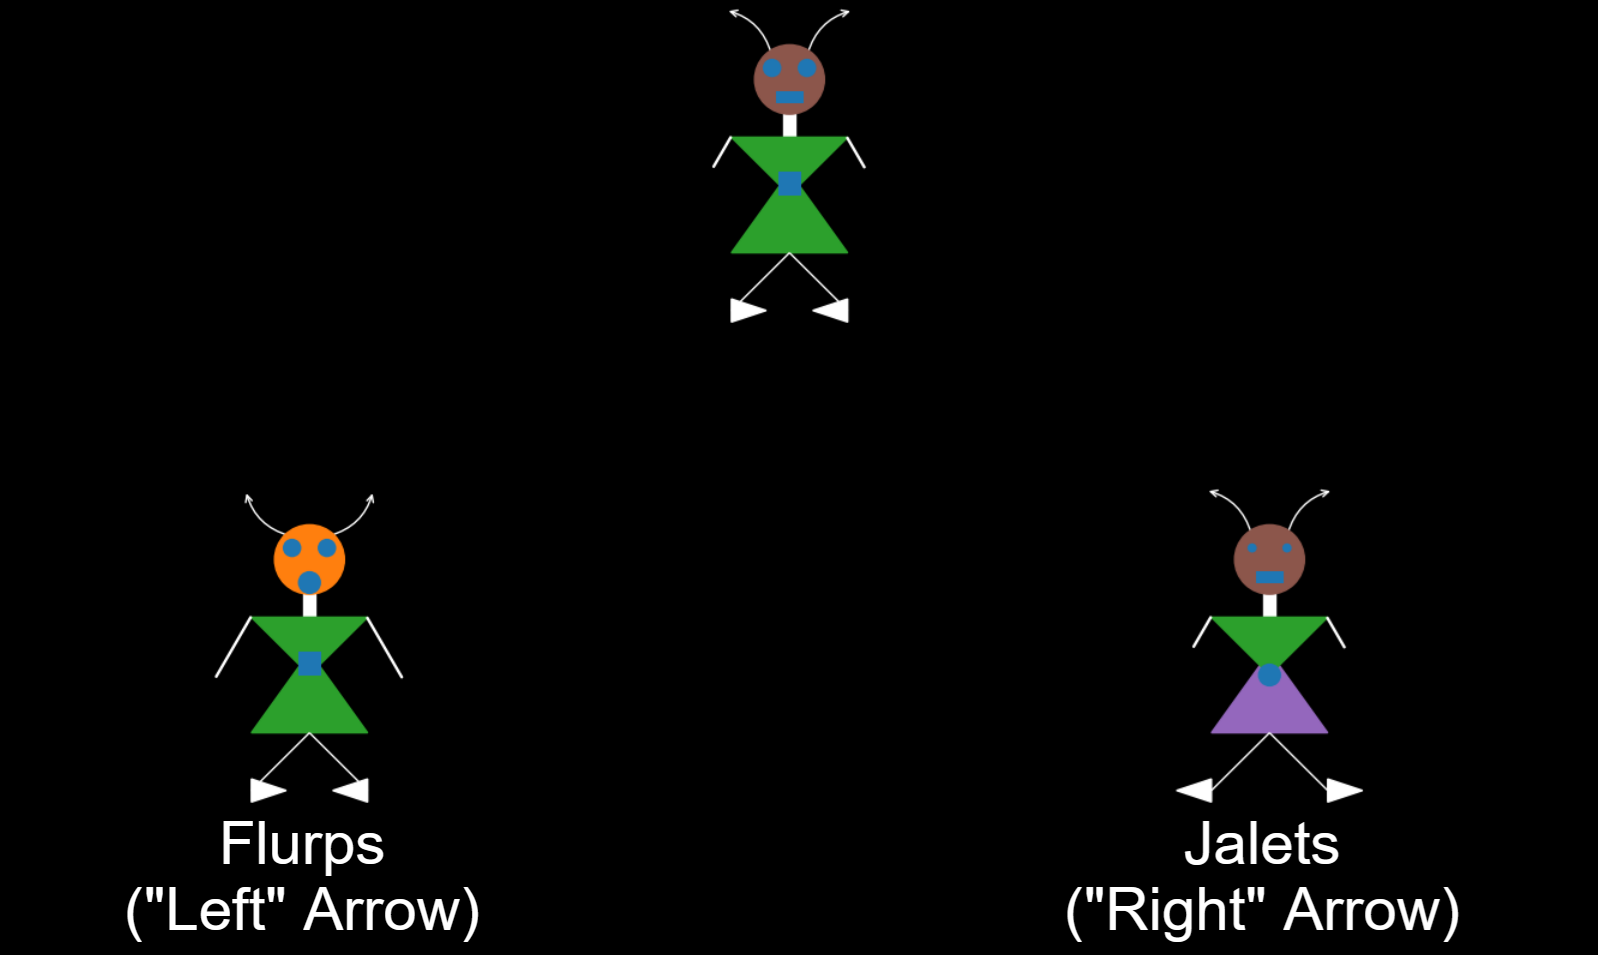 Flurps
("Left" Arrow)
Jalets
("Right" Arrow)